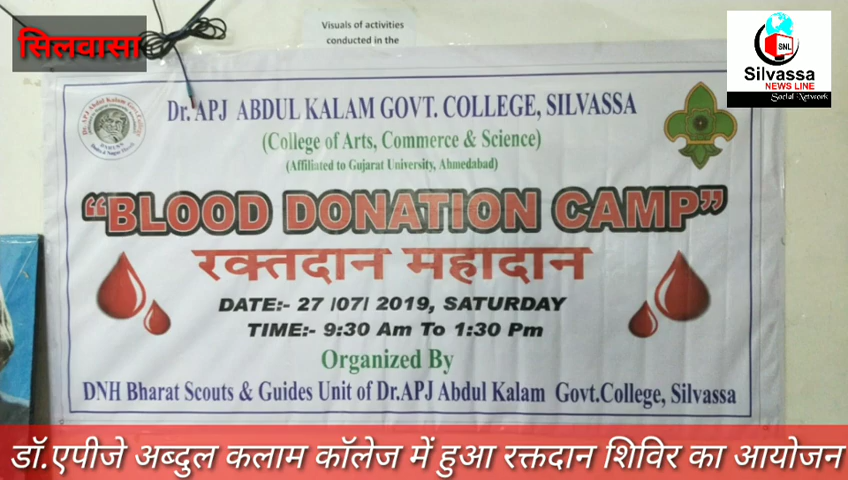 सिलवासा
Visuals of activities
conducted in the
SNL
Silvassa
NEWS LINE
Social Network
Dr. APJ ABDUL KALAM GOVT. COLLEGE, SILVASSA
(College of Arts, Commerce & Science)
(Affiliated to Gujarat University, Ahmedabad)
“BLOOD DONATION CAMP”
रक्तदान महादान
DATE:- 27 /07/ 2019, SATURDAY
TIME:- 9:30 Am To 1:30 Pm
Organized By
DNH Bharat Scouts & Guides Unit of Dr.APJ Abdul Kalam Govt.College, Silvassa
डॉ.एपीजे अब्दुल कलाम कॉलेज में हुआ रक्तदान शिविर का आयोजन